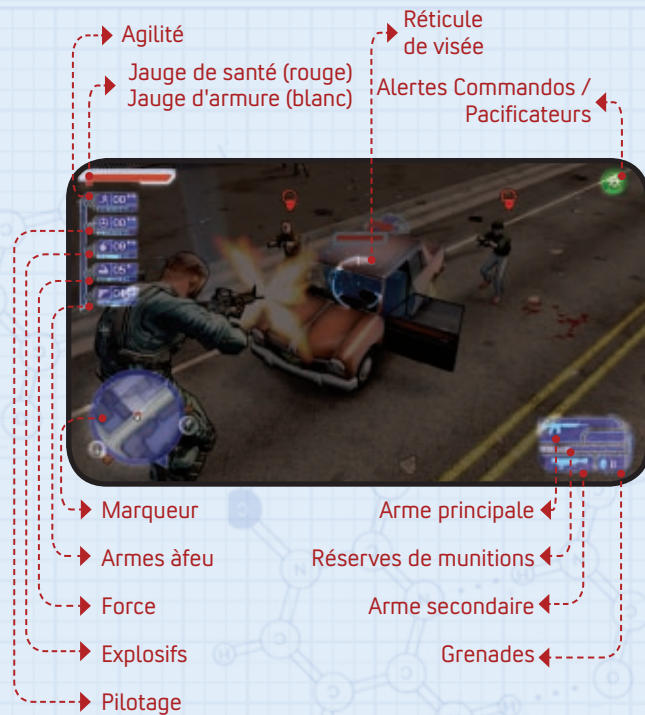 Agilité
Réticule
de visée
Jauge de santé (rouge)
Jauge d'armure (blanc)
Alertes Commandos /
Pacificateurs
Marqueur
Arme principale
Armes àfeu
Réserves de munitions
Force
Arme secondaire
Explosifs
Grenades
Pilotage